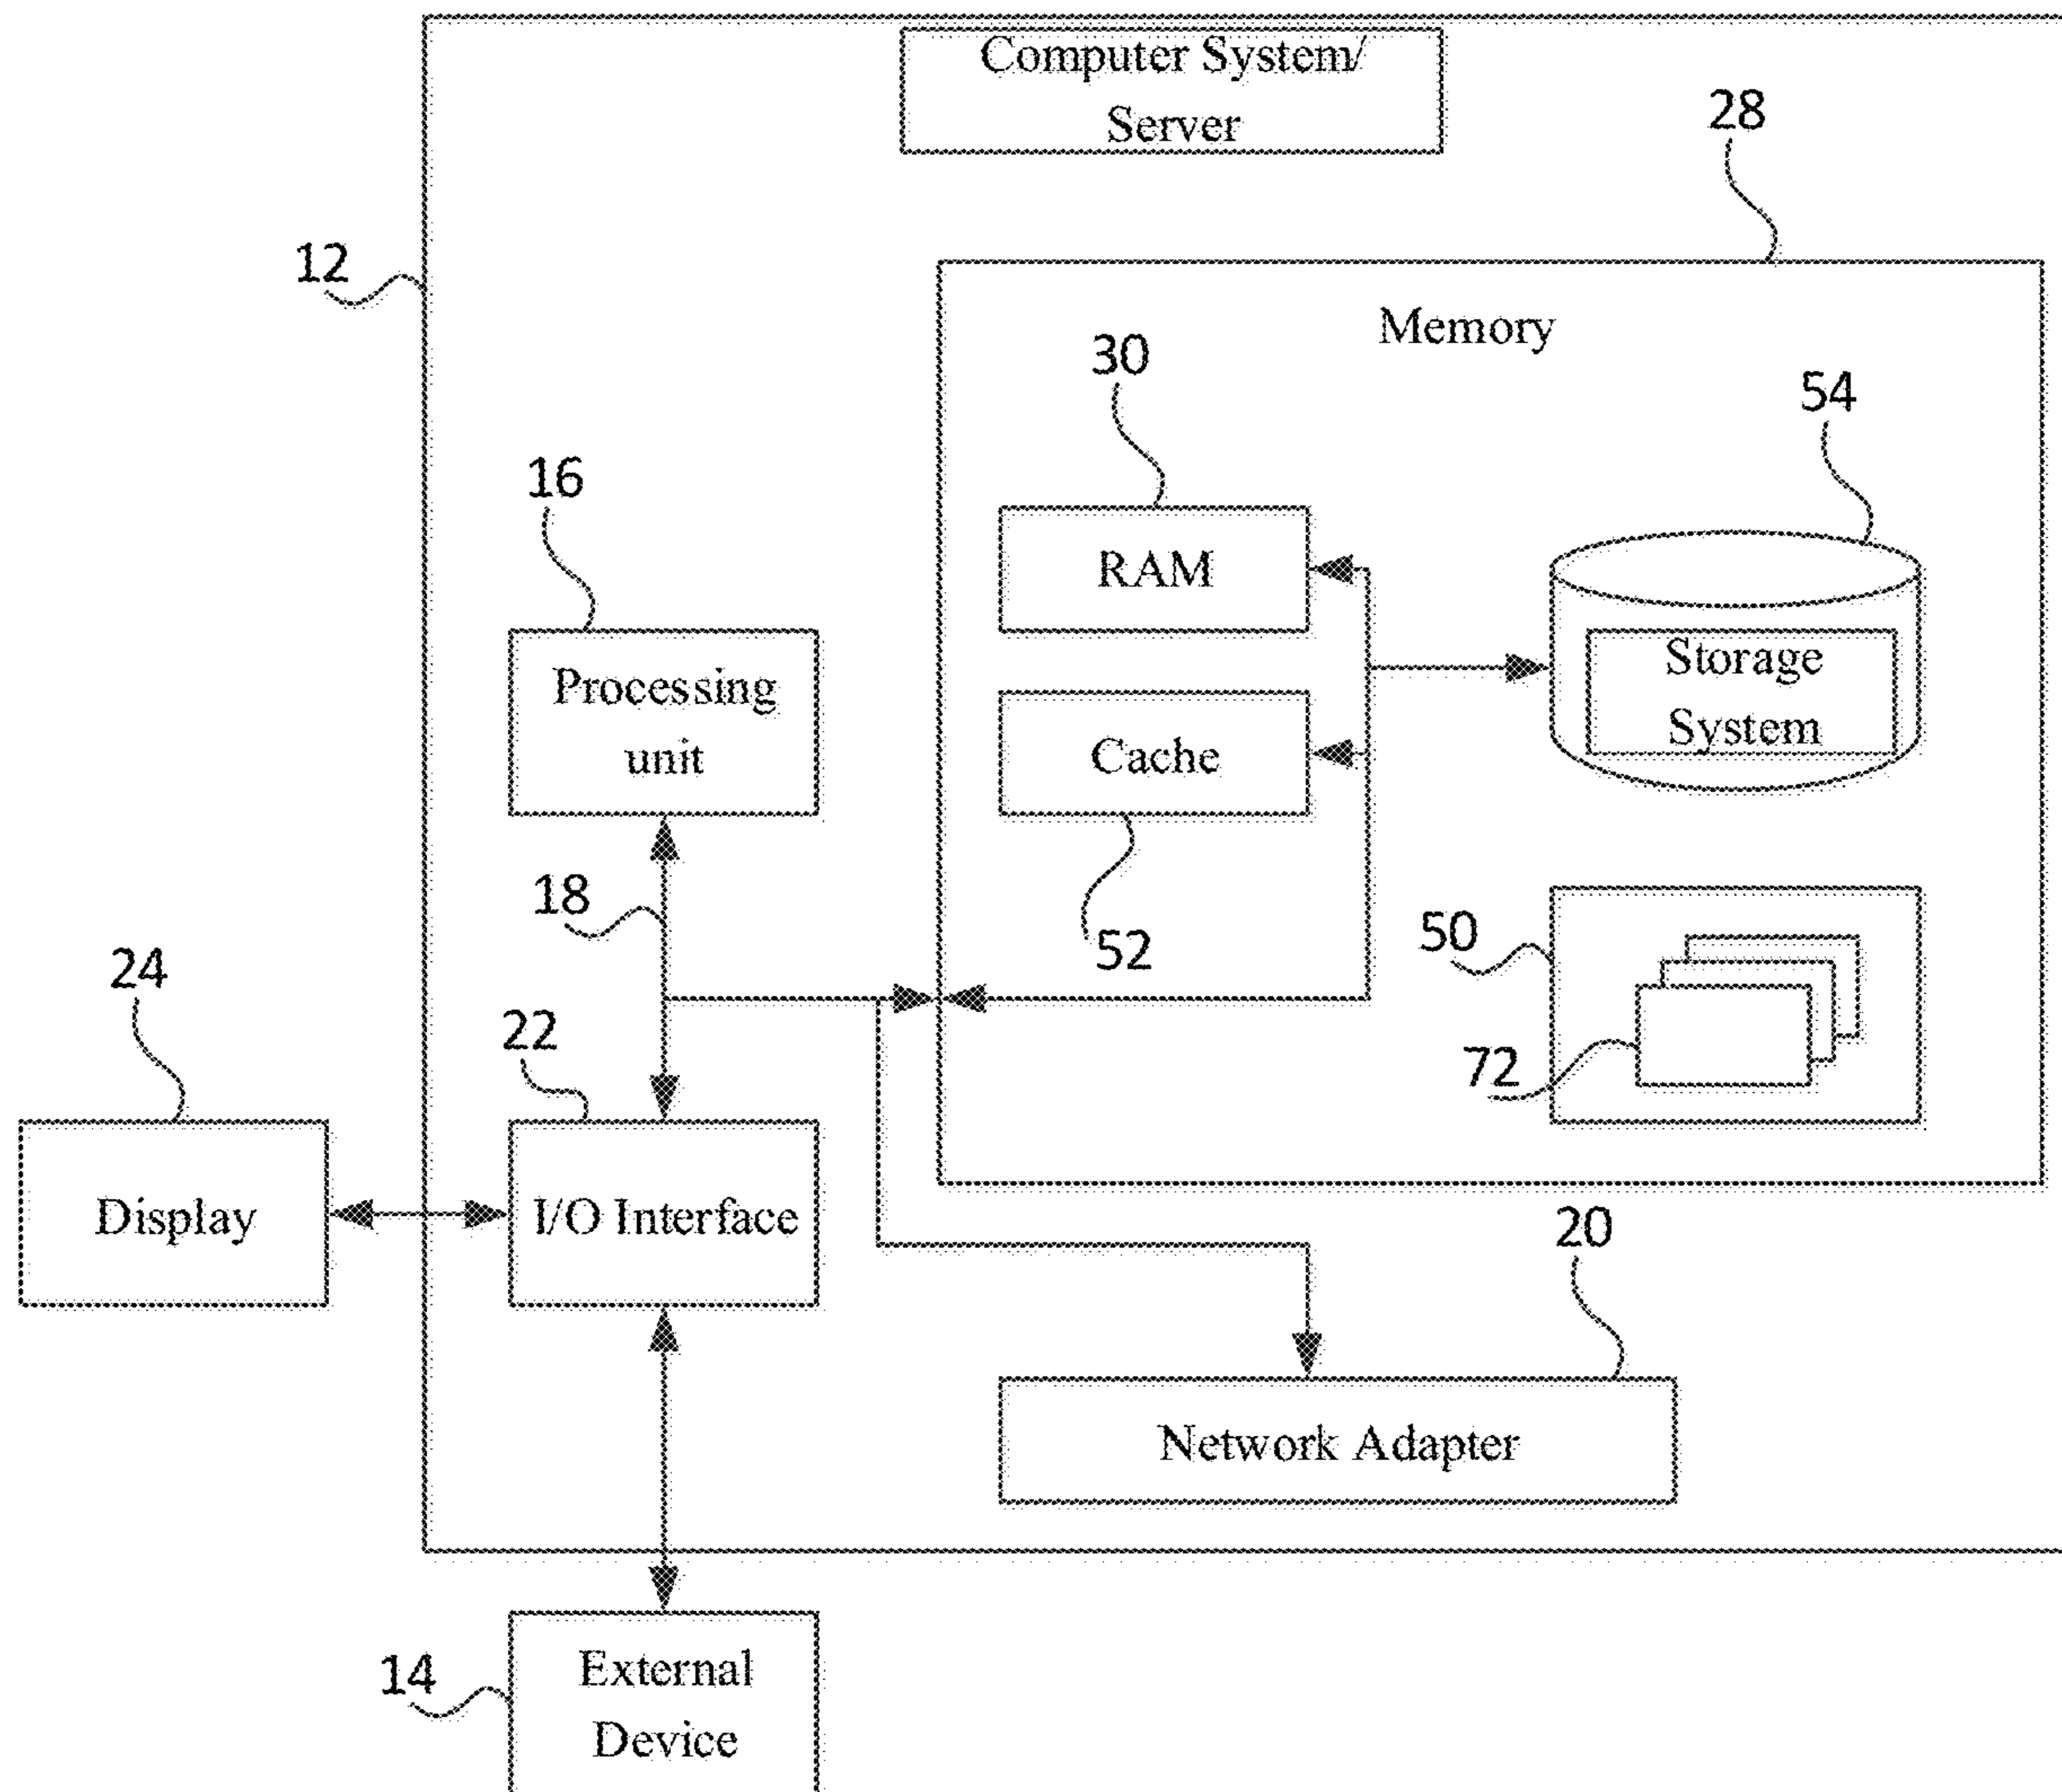 Computer System/
Server
28
12
Memory
30
54
16
RAM
Processing
unit
Storage
System
Cache
18
52
50
24
22
72
Display
I/O Interface
20
Network Adapter
14
External
Device